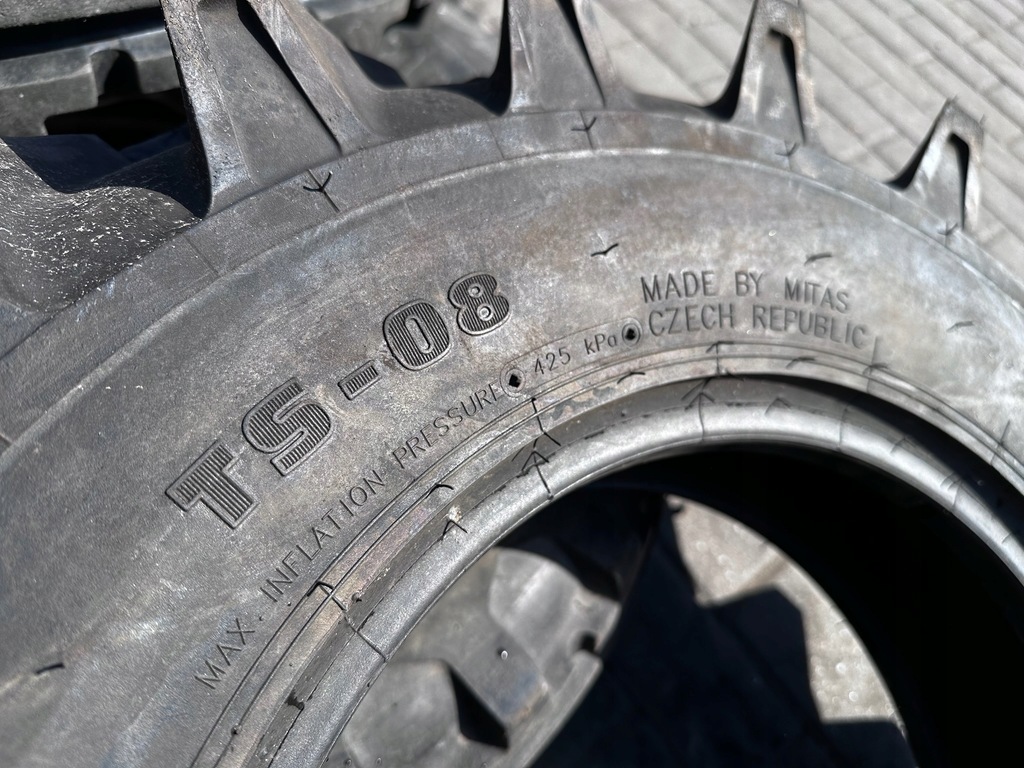 TS-08
MAX. INFLATION PRESSURE 425 kPa
MADE BY MITAS
CZECH REPUBLIC